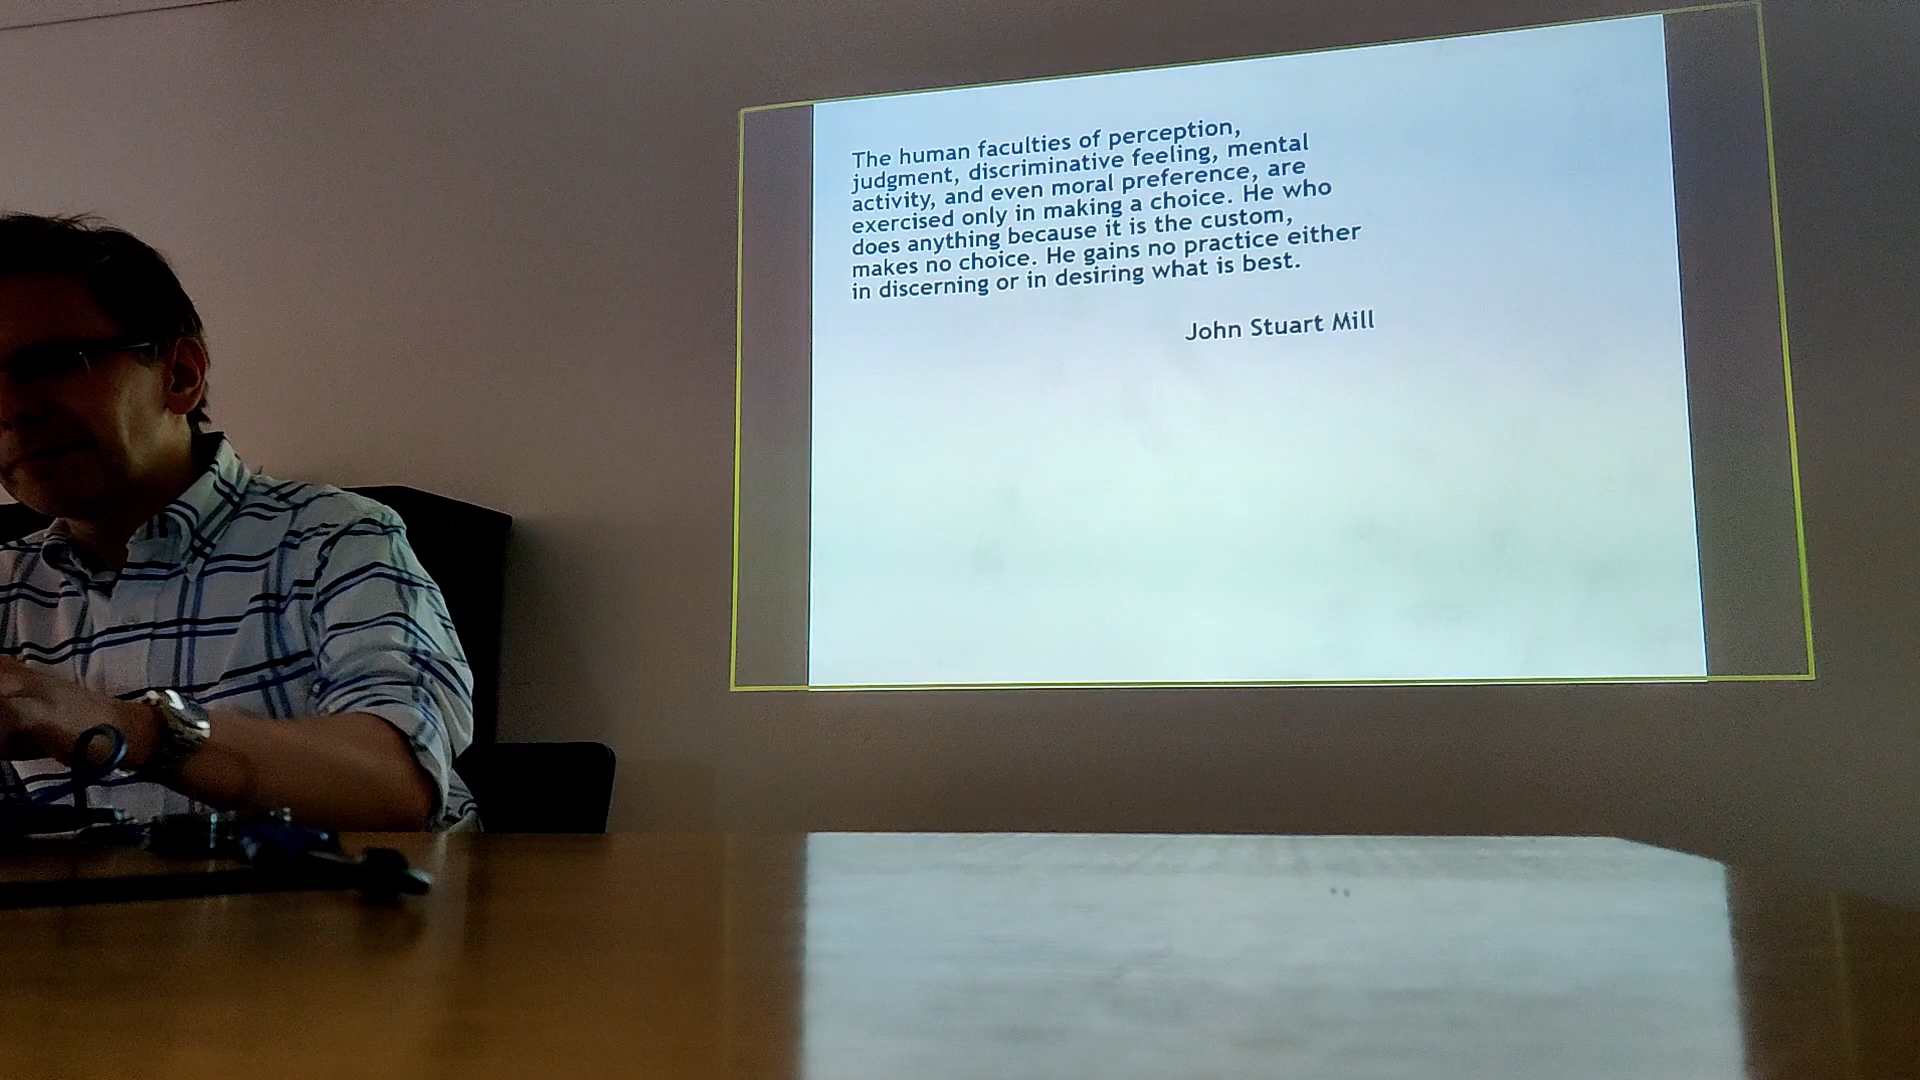 The human faculties of perception,
judgment, discriminative feeling, mental
activity, and even moral preference, are
exercised only in making a choice. He who
does anything because it is the custom,
makes no choice. He gains no practice either
in discerning or in desiring what is best.
John Stuart Mill